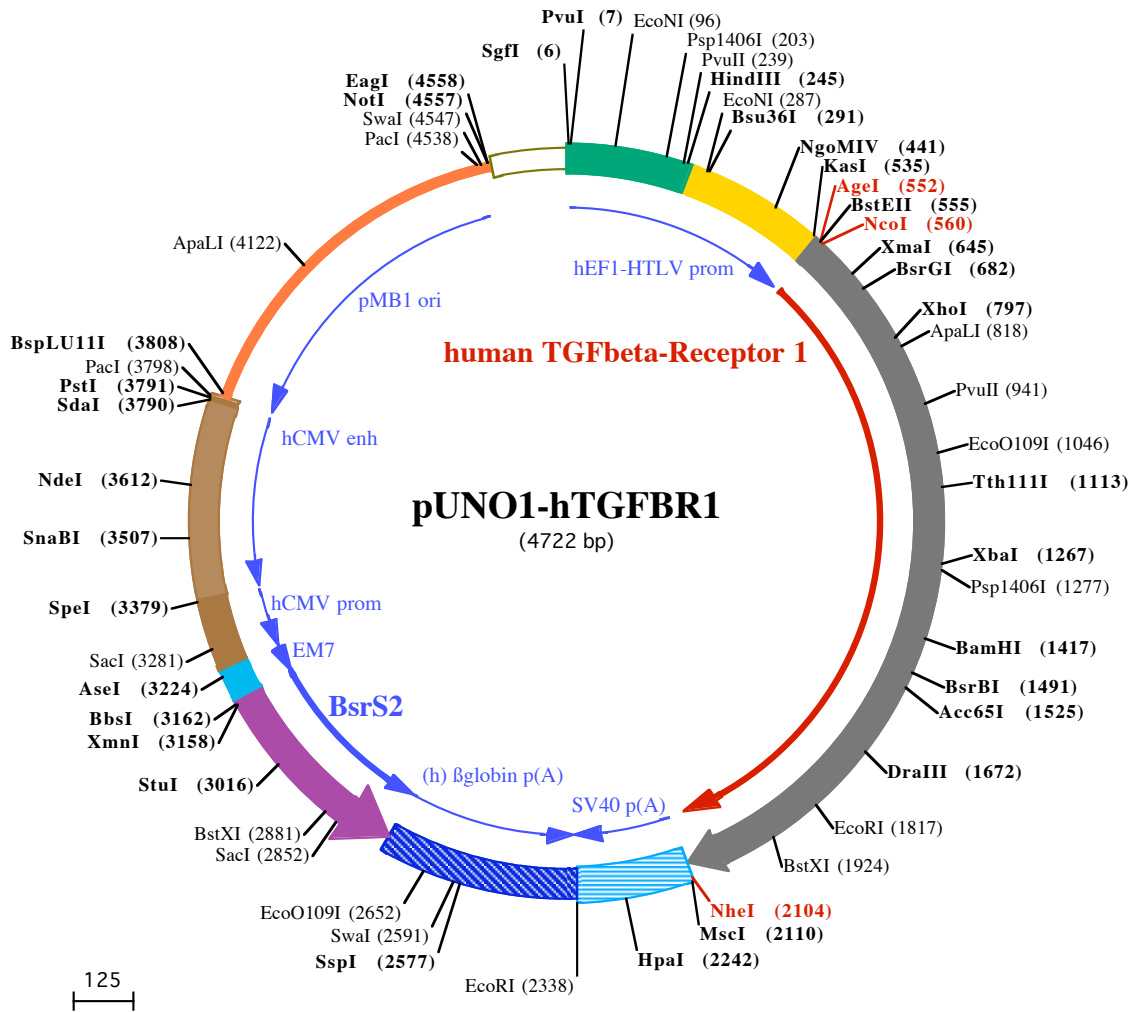 PvuI (7)
EcoNI (96)
SgfI (6)
Psp1406I (203)
PvuII (239)
HindIII (245)
EcoNI (287)
Bsu36I (291)
EagI (4558)
NotI (4557)
SwaI (4547)
PacI (4538)
NgoMIV (441)
KasI (535)
AgeI (552)
BstEII (555)
NcoI (560)
XmaI (645)
BsrGI (682)
XhoI (797)
ApaLI (818)
PvuII (941)
EcoO109I (1046)
Tth111I (1113)
XbaI (1267)
Psp1406I (1277)
BamHI (1417)
BsrBI (1491)
Acc65I (1525)
DraIII (1672)
EcoRI (1817)
BstXI (1924)
NheI (2104)
MscI (2110)
HpaI (2242)
EcoRI (2338)
SspI (2577)
SwaI (2591)
EcoO109I (2652)
SacI (2852)
BstXI (2881)
StuI (3016)
XmnI (3158)
BbsI (3162)
AseI (3224)
SacI (3281)
SpeI (3379)
SnaBI (3507)
NdeI (3612)
SdaI (3790)
PstI (3791)
PacI (3798)
BspLU11I (3808)
ApaLI (4122)
hEF1-HTLV prom
pMB1 ori
human TGFbeta-Receptor 1
hCMV enh
pUNO1-hTGFBR1
(4722 bp)
hCMV prom
EM7
BsrS2
(h) ßglobin p(A)
SV40 p(A)
125